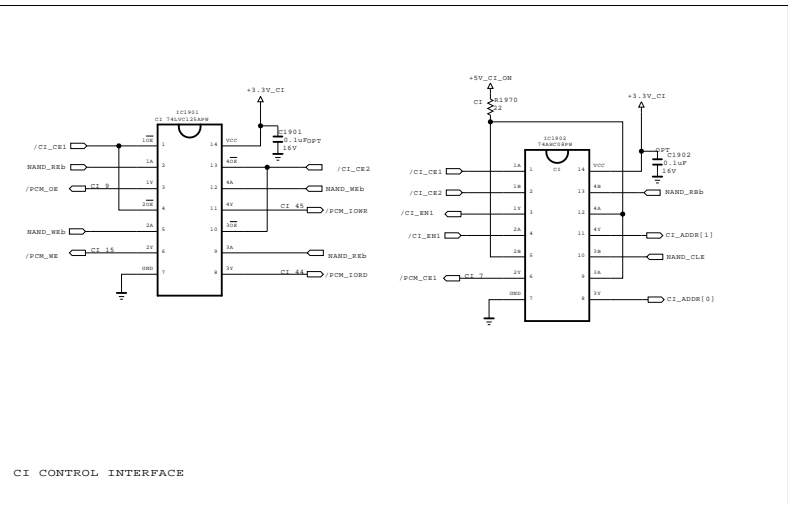 +5V_CI_ON
+3.3V_CI
CI R1970
22
+3.3V_CI
IC1901
CI 74LVC125APW
C1901
0.1uF OPT
16V
/CI_CE1
1OE
1
14
VCC
NAND_REb
1A
2
13
4OE
/CI_CE2
/PCM_OE
CI 9
1Y
3
12
4A
NAND_WEb
2OE
4
11
4Y
CI 45
/PCM_IOWR
NAND_WEb
2A
5
10
3OE
/PCM_WE
CI 15
2Y
6
9
3A
NAND_REb
GND
7
8
3Y
CI 44
/PCM_IORD
IC1902
74AHC08PW
CI
OPT
C1902
0.1uF
16V
/CI_CE1
1A
1
14
VCC
/CI_CE2
1B
2
13
4B
NAND_RBb
/CI_EN1
1Y
3
12
4A
/CI_EN1
2A
4
11
4Y
CI_ADDR[1]
2B
5
10
3B
NAND_CLE
/PCM_CE1
CI 7
2Y
6
9
3A
GND
7
8
3Y
CI_ADDR[0]
CI CONTROL INTERFACE